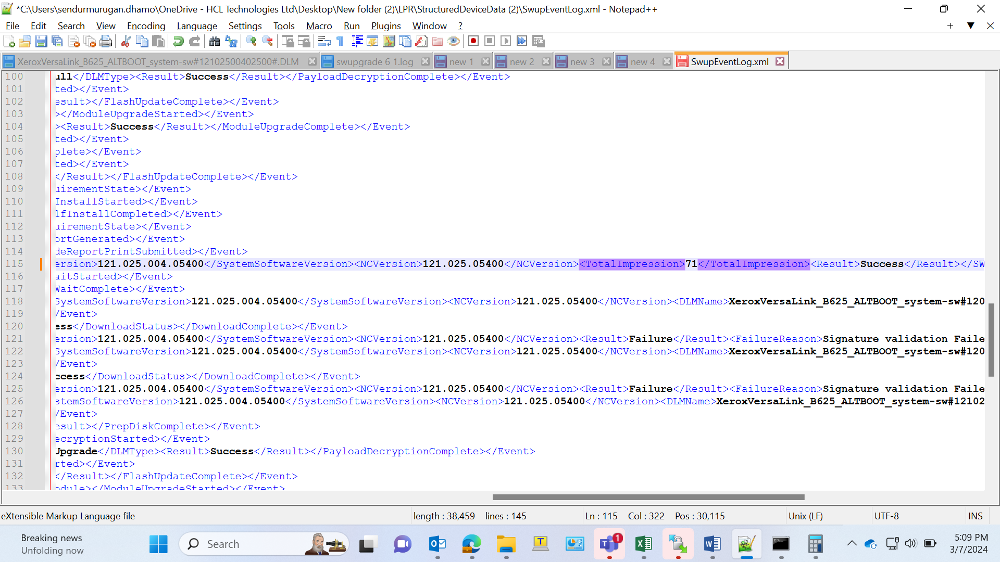 *C:\Users\sendurmurugan.dhamo\OneDrive - HCL Technologies Ltd\Desktop\New folder (2)\LPR\StructuredDeviceData (2)\SwupEventLog.xml - Notepad++
File Edit Search View Encoding Language Settings Tools Macro Run Plugins Window ?
XeroxVersaLink_B625_ALTBOOT_system-sw#12102500402500#.DLM swupgrade 6 1.log new 1 new 2 new 3 new 4 SwupEventLog.xml
100 ull</DLMType><Result>Success</Result></PayloadDecryptionComplete></Event>
101 ted></Event>
102 esult></FlashUpdateComplete></Event>
103 ></ModuleUpgradeStarted></Event>
104 ><Result>Success</Result></ModuleUpgradeComplete></Event>
105 ted></Event>
106 plete></Event>
107 ted></Event>
108 </Result></FlashUpdateComplete></Event>
109 uirementState></Event>
110 InstallStarted></Event>
111 lfInstallCompleted></Event>
112 uirementState></Event>
113 ortGenerated></Event>
114 deReportPrintSubmitted></Event>
115 ersion>121.025.004.05400</SystemSoftwareVersion><NCVersion>121.025.05400</NCVersion><TotalImpression>71</TotalImpression><Result>Success</Result></SW
116 aitStarted></Event>
117 WaitComplete></Event>
118 SystemSoftwareVersion>121.025.004.05400</SystemSoftwareVersion><NCVersion>121.025.05400</NCVersion><DLMName>XeroxVersaLink_B625_ALTBOOT_system-sw#120
119 /Event>
120 ess</DownloadStatus></DownloadComplete></Event>
121 ersion>121.025.004.05400</SystemSoftwareVersion><NCVersion>121.025.05400</NCVersion><Result>Failure</Result><FailureReason>Signature validation Faile
122 SystemSoftwareVersion>121.025.004.05400</SystemSoftwareVersion><NCVersion>121.025.05400</NCVersion><DLMName>XeroxVersaLink_B625_ALTBOOT_system-sw#120
123 /Event>
124 ccess</DownloadStatus></DownloadComplete></Event>
125 ersion>121.025.004.05400</SystemSoftwareVersion><NCVersion>121.025.05400</NCVersion><Result>Failure</Result><FailureReason>Signature validation Faile
126 stemSoftwareVersion>121.025.004.05400</SystemSoftwareVersion><NCVersion>121.025.05400</NCVersion><DLMName>XeroxVersaLink_B625_ALTBOOT_system-sw#12102
127 /Event>
128 esult></PrepDiskComplete></Event>
129 ecryptionStarted></Event>
130 Upgrade</DLMType><Result>Success</Result></PayloadDecryptionComplete></Event>
131 rted></Event>
132 </Result></FlashUpdateComplete></Event>
133 odule></ModuleUpgradeStarted></Event>
eXtensible Markup Language file length : 38,459 lines : 145 Ln : 115 Col : 322 Pos : 30,115 Unix (LF) UTF-8 INS
Breaking news
Unfolding now
Search
1
5:09 PM
3/7/2024